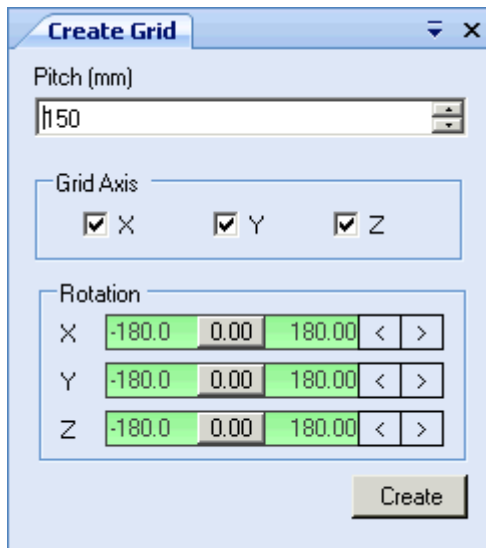 Create Grid
Pitch (mm)
150
Grid Axis
X Y Z
Rotation
X -180.0 0.00 180.00 < >
Y -180.0 0.00 180.00 < >
Z -180.0 0.00 180.00 < >
Create